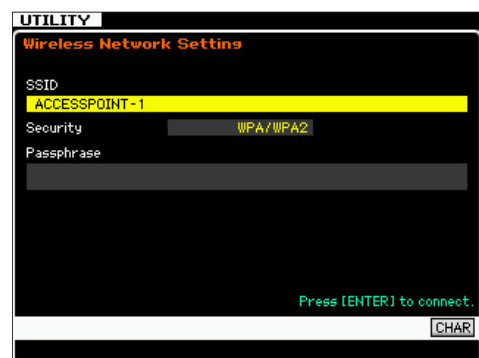 UTILITY
Wireless Network Setting
SSID
ACCESSPOINT-1
Security WPA/WPA2
Passphrase
Press [ENTER] to connect.
CHAR